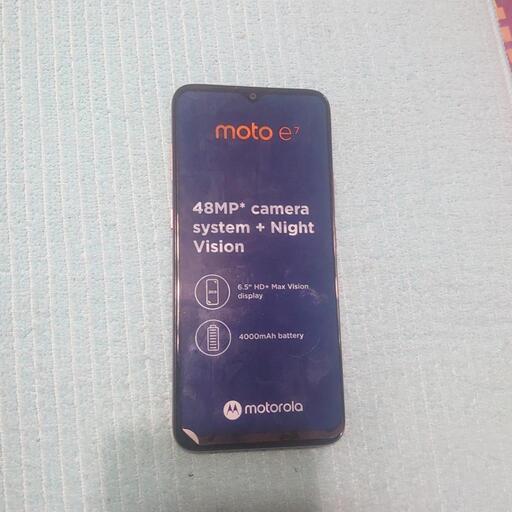 moto e7
48MP* camera
system + Night
Vision
6.5" HD+ Max Vision
display
4000mAh battery
motorola